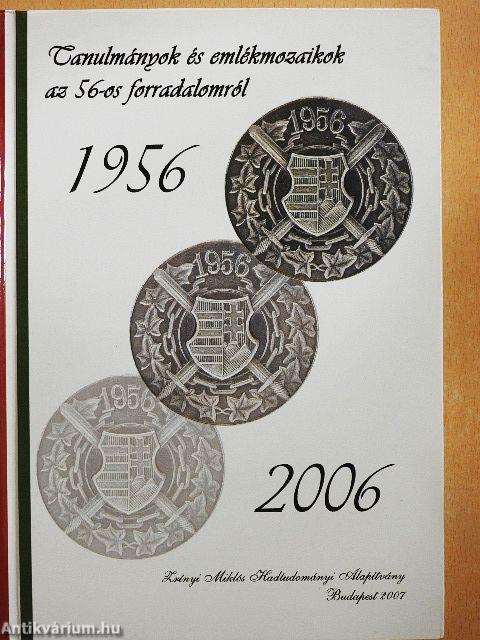 Tanulmányok és emlékmozaikok
az 56-os forradalomról
1956
1956
1956
1956
2006
Zrínyi Miklós Hadtudományi Alapítvány
Budapest 2007
Antikvárium.hu